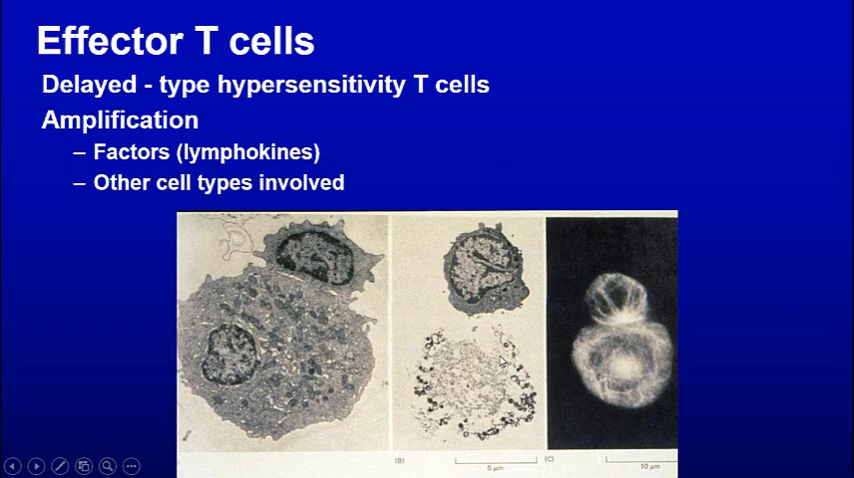 Effector T cells
Delayed - type hypersensitivity T cells
Amplification
– Factors (lymphokines)
– Other cell types involved
(B)
5 μm
(C)
10 μm